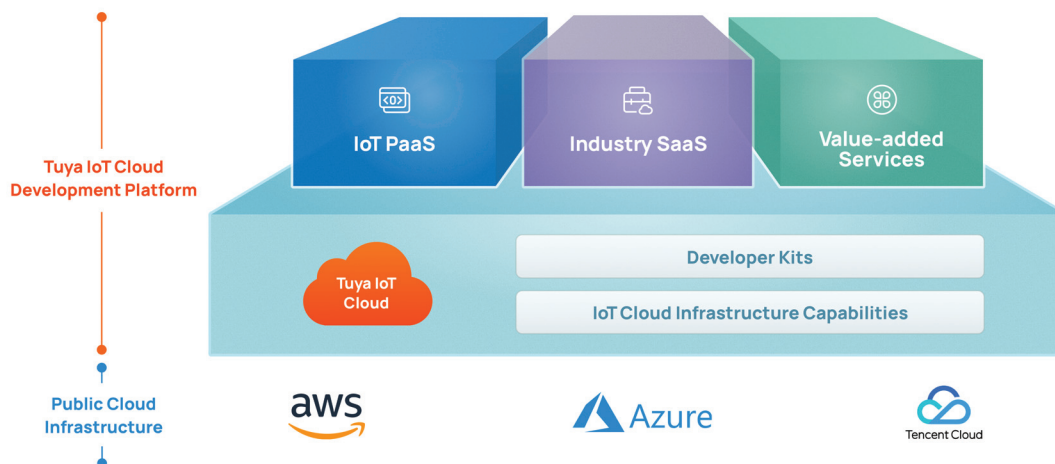 IoT PaaS
Industry SaaS
Value-added
Services
Tuya IoT Cloud
Development Platform
Tuya IoT
Cloud
Developer Kits
IoT Cloud Infrastructure Capabilities
Public Cloud
Infrastructure
aws
Azure
Tencent Cloud